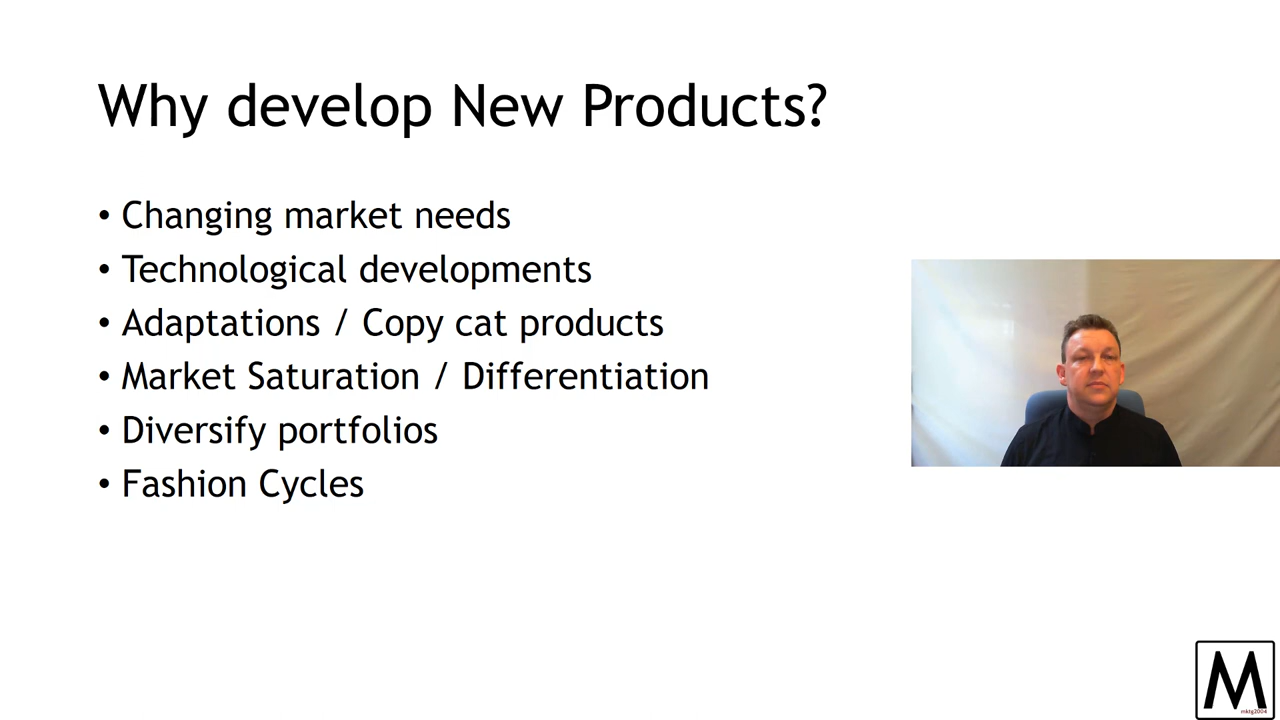 Why develop New Products?
• Changing market needs
• Technological developments
• Adaptations / Copy cat products
• Market Saturation / Differentiation
• Diversify portfolios
• Fashion Cycles
M
mktg2004